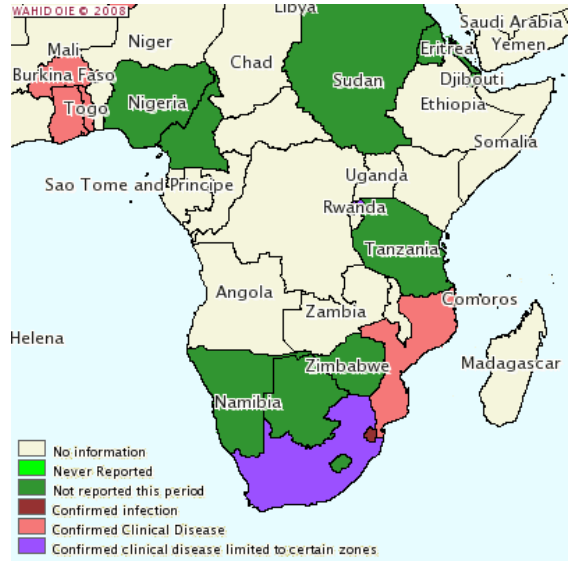 WAHID OIE © 2008
Libya
Saudi Arabia
Niger
Mali
Yemen
Eritrea
Chad
Burkina Faso
Sudan
Djibouti
Nigeria
Togo
Ethiopia
Somalia
Uganda
Sao Tome and Principe
Rwanda
Tanzania
Angola
Comoros
Zambia
Helena
Madagascar
Zimbabwe
Namibia
No information
Never Reported
Not reported this period
Confirmed infection
Confirmed Clinical Disease
Confirmed clinical disease limited to certain zones